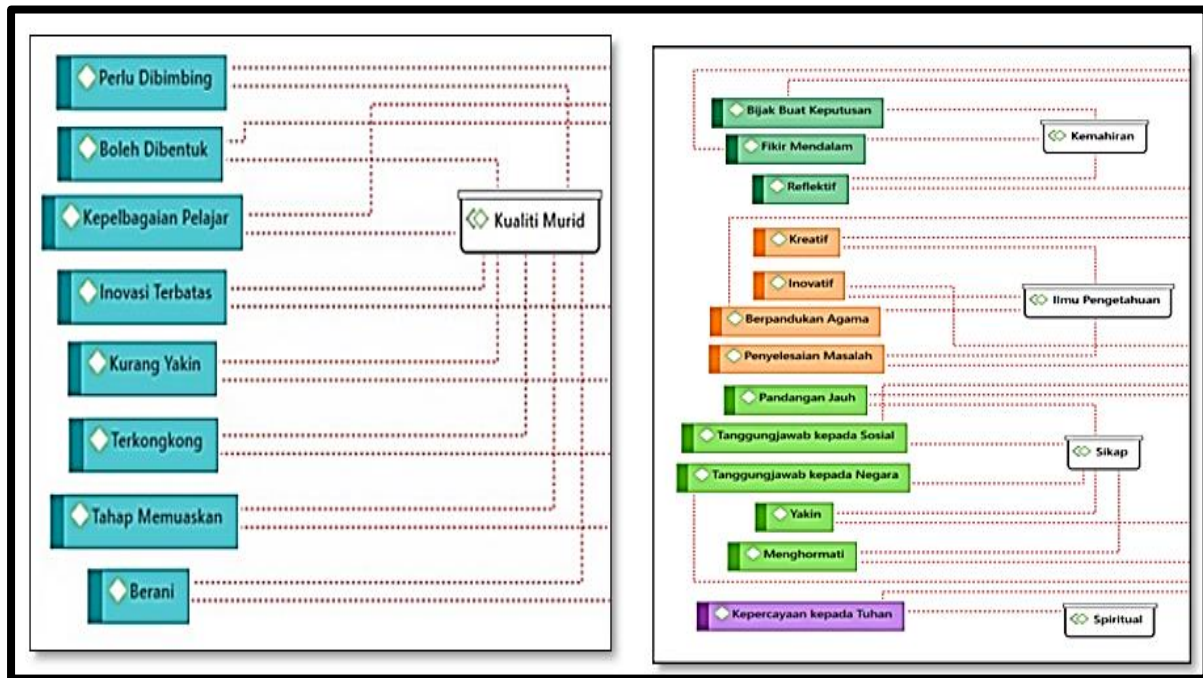 Perlu Dibimbing
Boleh Dibentuk
Kepelbagaian Pelajar
Kualiti Murid
Inovasi Terbatas
Kurang Yakin
Terkongkong
Tahap Memuaskan
Berani
Bijak Buat Keputusan
Kemahiran
Fikir Mendalam
Reflektif
Kreatif
Inovatif
Ilmu Pengetahuan
Berpandukan Agama
Penyelesaian Masalah
Pandangan Jauh
Tanggungjawab kepada Sosial
Sikap
Tanggungjawab kepada Negara
Yakin
Menghormati
Kepercayaan kepada Tuhan
Spiritual